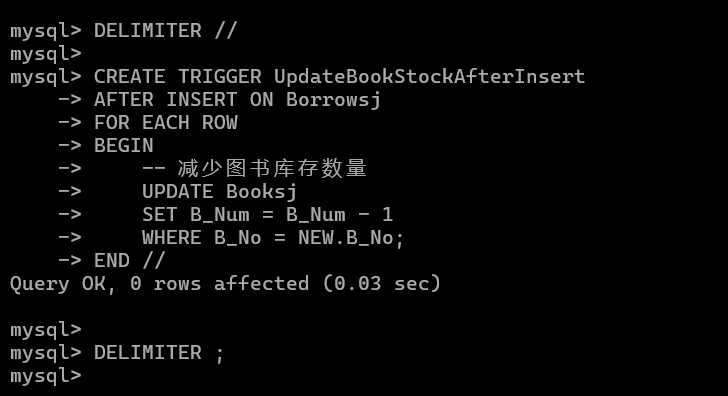 mysql> DELIMITER //
mysql>
mysql> CREATE TRIGGER UpdateBookStockAfterInsert
    -> AFTER INSERT ON Borrowsj
    -> FOR EACH ROW
    -> BEGIN
    ->     -- 减少图书库存数量
    ->     UPDATE Booksj
    ->     SET B_Num = B_Num - 1
    ->     WHERE B_No = NEW.B_No;
    -> END //
Query OK, 0 rows affected (0.03 sec)
mysql>
mysql> DELIMITER ;
mysql>